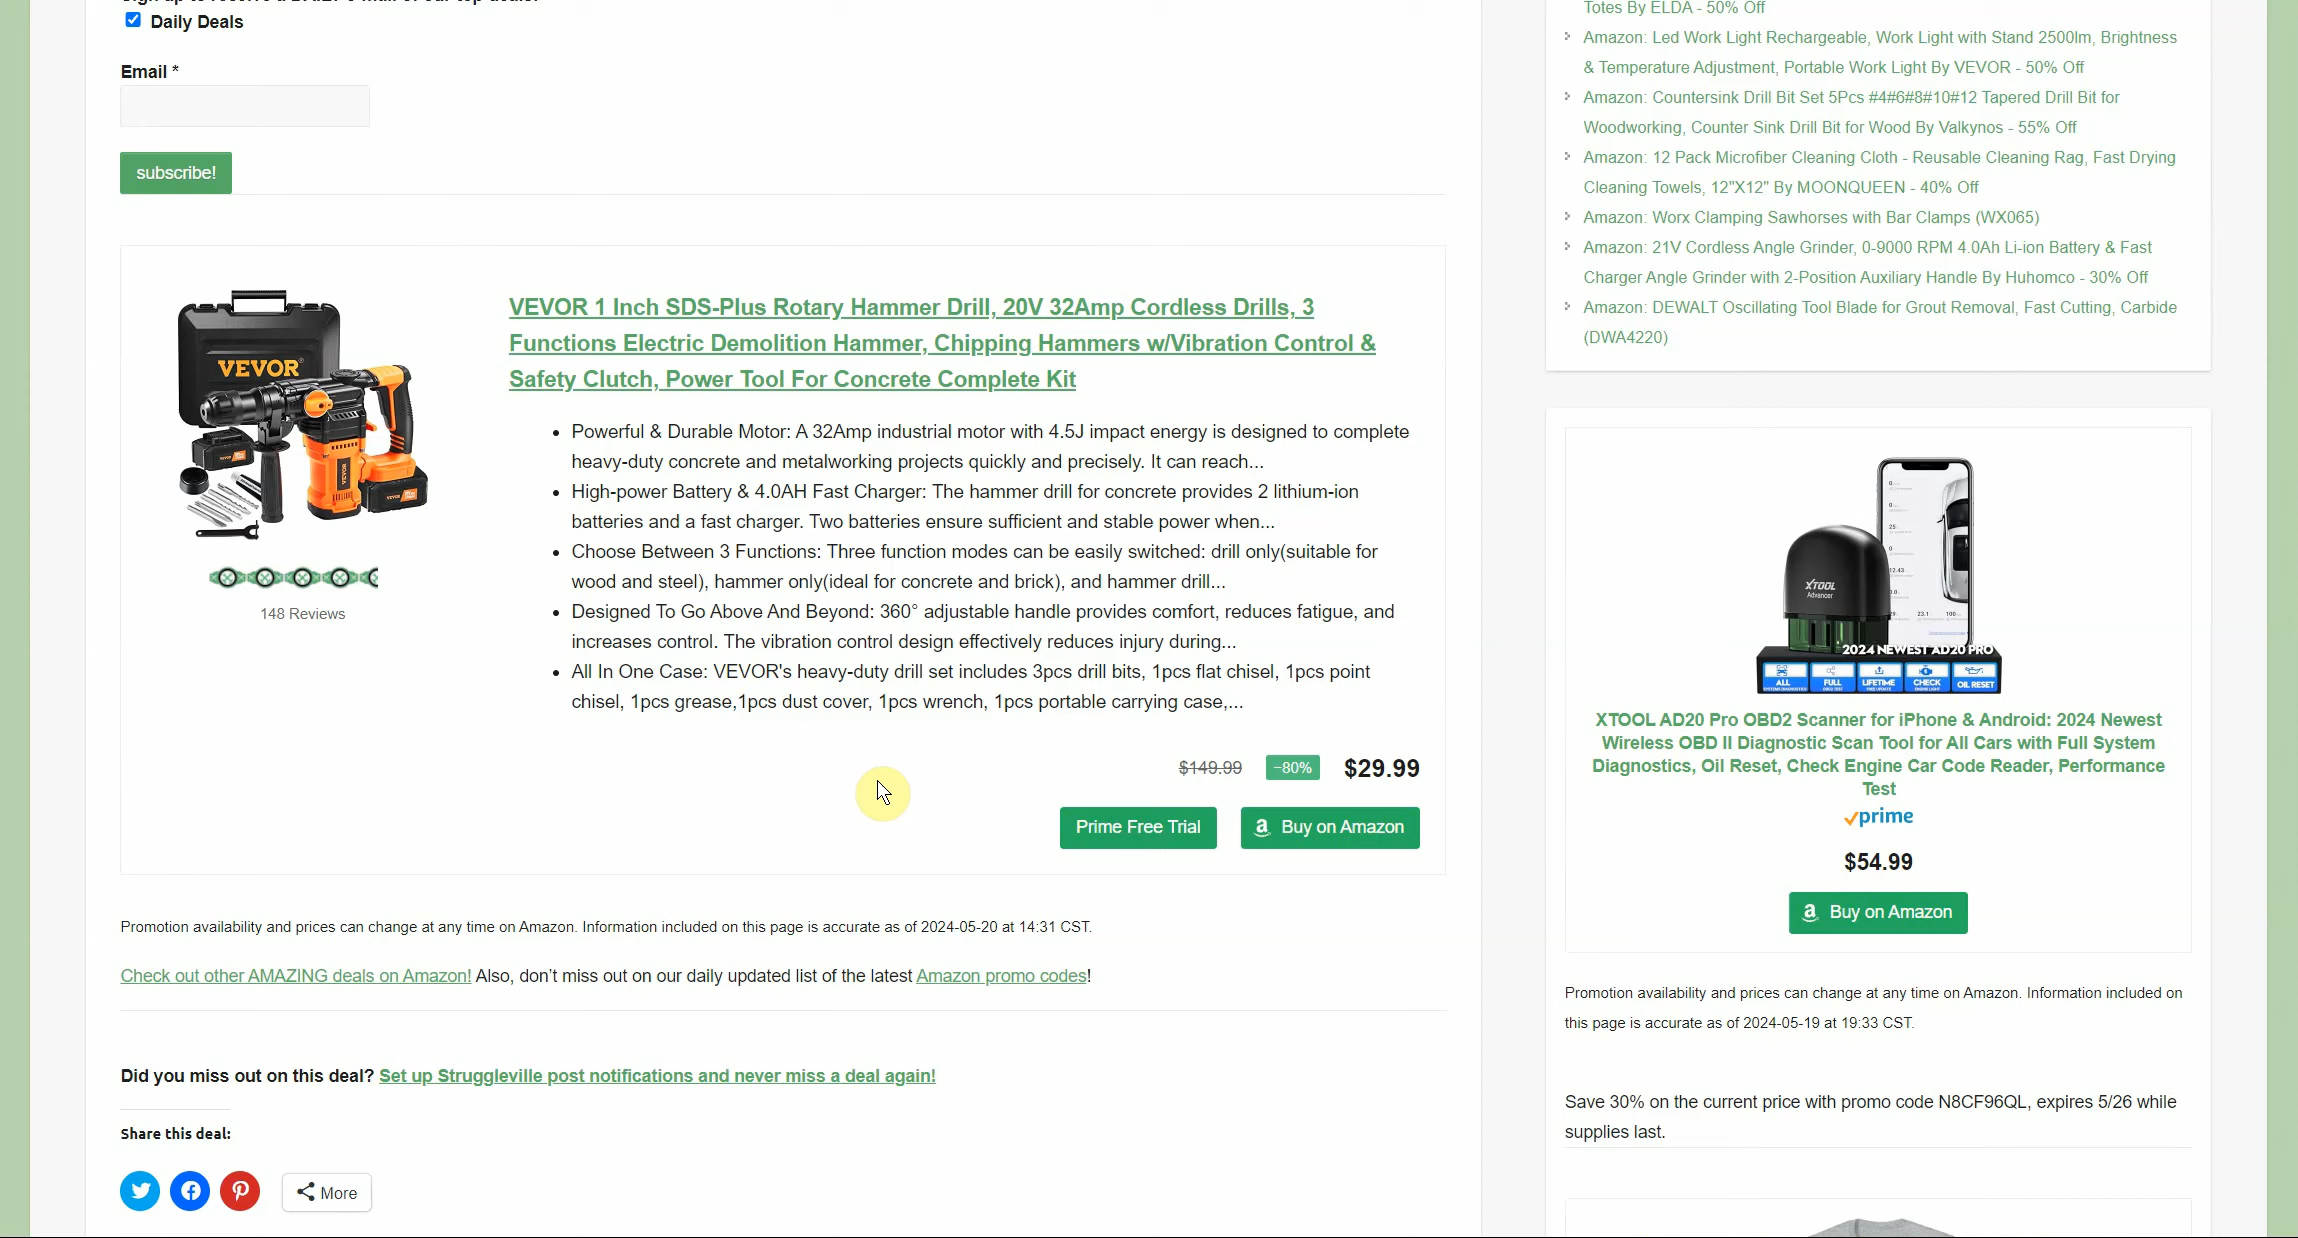 Daily Deals
Email *
subscribe!
VEVOR
VEVOR 1 Inch SDS-Plus Rotary Hammer Drill, 20V 32Amp Cordless Drills, 3
Functions Electric Demolition Hammer, Chipping Hammers w/Vibration Control &
Safety Clutch, Power Tool For Concrete Complete Kit
• Powerful & Durable Motor: A 32Amp industrial motor with 4.5J impact energy is designed to complete
heavy-duty concrete and metalworking projects quickly and precisely. It can reach...
• High-power Battery & 4.0AH Fast Charger: The hammer drill for concrete provides 2 lithium-ion
batteries and a fast charger. Two batteries ensure sufficient and stable power when...
• Choose Between 3 Functions: Three function modes can be easily switched: drill only(suitable for
wood and steel), hammer only(ideal for concrete and brick), and hammer drill...
• Designed To Go Above And Beyond: 360° adjustable handle provides comfort, reduces fatigue, and
increases control. The vibration control design effectively reduces injury during...
• All In One Case: VEVOR's heavy-duty drill set includes 3pcs drill bits, 1pcs flat chisel, 1pcs point
chisel, 1pcs grease,1pcs dust cover, 1pcs wrench, 1pcs portable carrying case,...
148 Reviews
$149.99 −80% $29.99
Prime Free Trial
Buy on Amazon
Promotion availability and prices can change at any time on Amazon. Information included on this page is accurate as of 2024-05-20 at 14:31 CST.
Check out other AMAZING deals on Amazon! Also, don’t miss out on our daily updated list of the latest Amazon promo codes!
Did you miss out on this deal? Set up Struggleville post notifications and never miss a deal again!
Share this deal:
More
Totes By ELDA - 50% Off
Amazon: Led Work Light Rechargeable, Work Light with Stand 2500lm, Brightness
& Temperature Adjustment, Portable Work Light By VEVOR - 50% Off
Amazon: Countersink Drill Bit Set 5Pcs #4#6#8#10#12 Tapered Drill Bit for
Woodworking, Counter Sink Drill Bit for Wood By Valkynos - 55% Off
Amazon: 12 Pack Microfiber Cleaning Cloth - Reusable Cleaning Rag, Fast Drying
Cleaning Towels, 12"X12" By MOONQUEEN - 40% Off
Amazon: Worx Clamping Sawhorses with Bar Clamps (WX065)
Amazon: 21V Cordless Angle Grinder, 0-9000 RPM 4.0Ah Li-ion Battery & Fast
Charger Angle Grinder with 2-Position Auxiliary Handle By Huhomco - 30% Off
Amazon: DEWALT Oscillating Tool Blade for Grout Removal, Fast Cutting, Carbide
(DWA4220)
XTOOL
Advancer
2024 NEWEST AD20 PRO
ALL FULL LIFETIME CHECK OIL RESET
XTOOL AD20 Pro OBD2 Scanner for iPhone & Android: 2024 Newest
Wireless OBD II Diagnostic Scan Tool for All Cars with Full System
Diagnostics, Oil Reset, Check Engine Car Code Reader, Performance
Test
prime
$54.99
Buy on Amazon
Promotion availability and prices can change at any time on Amazon. Information included on
this page is accurate as of 2024-05-19 at 19:33 CST.
Save 30% on the current price with promo code N8CF96QL, expires 5/26 while
supplies last.